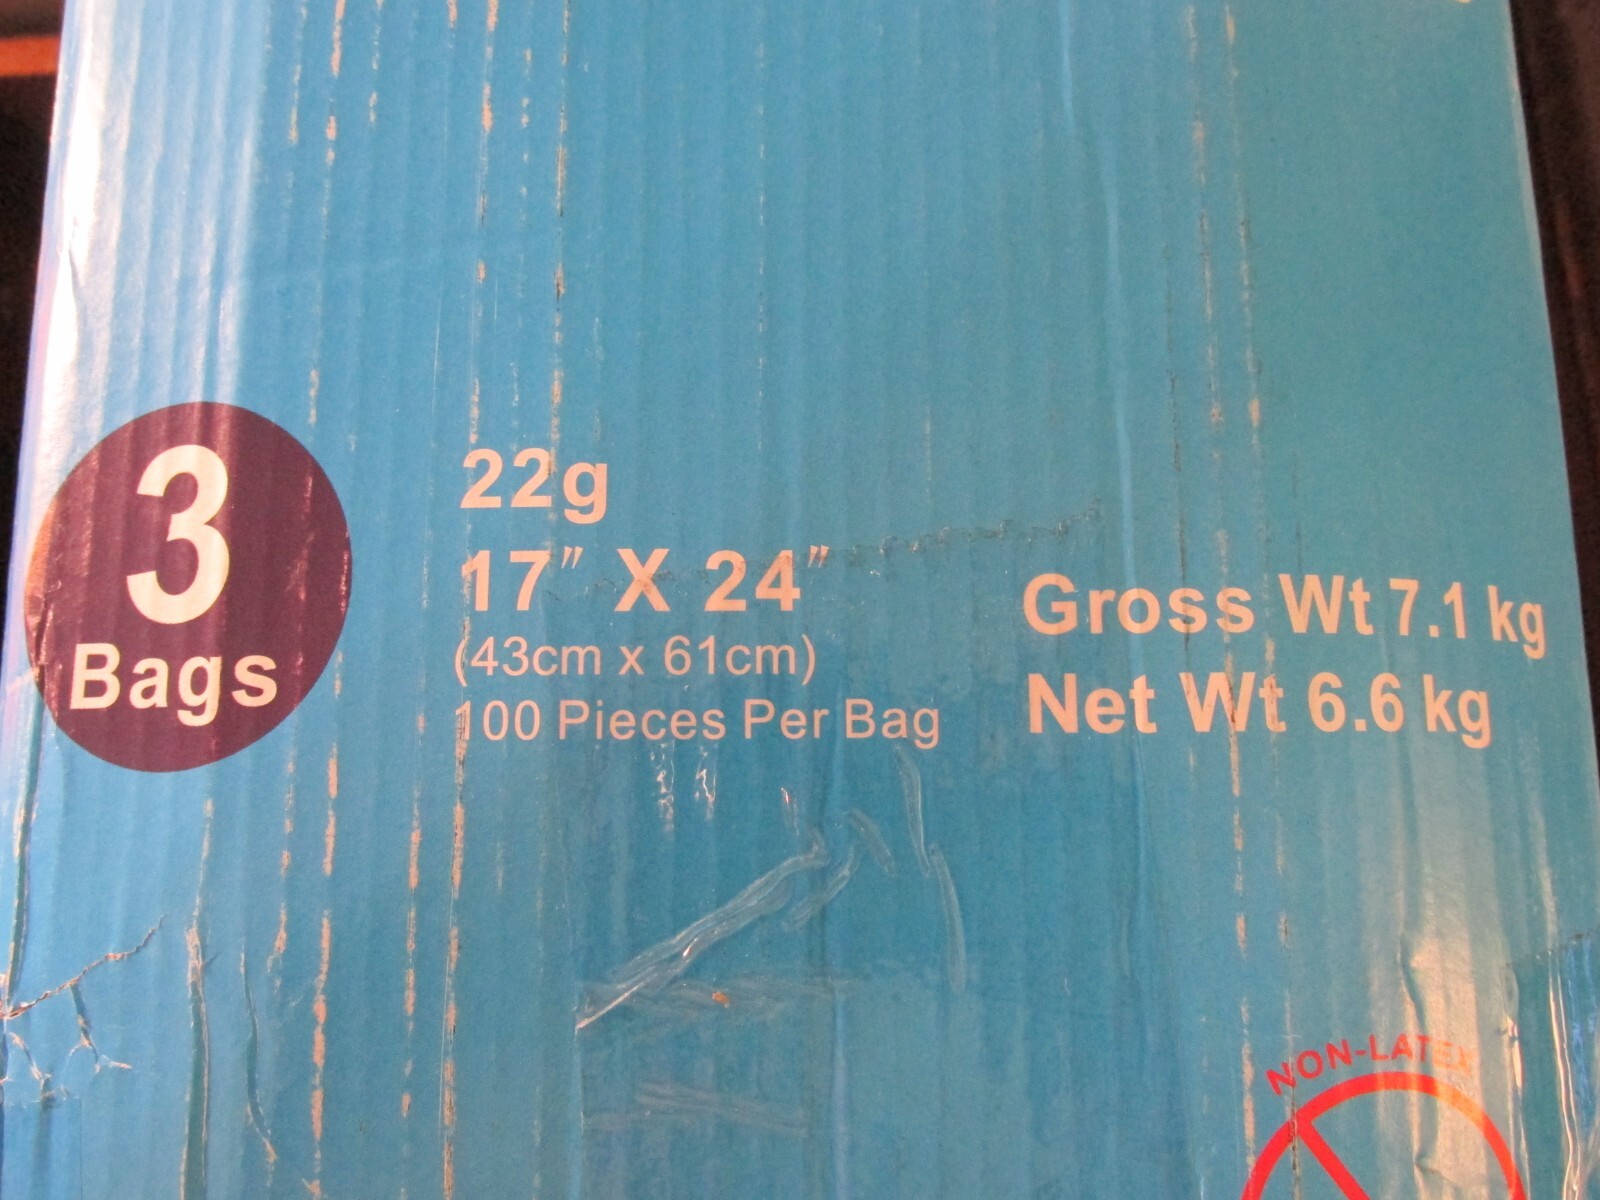 3
Bags
22g
17" X 24"
(43cm x 61cm)
100 Pieces Per Bag
Gross Wt 7.1 kg
Net Wt 6.6 kg
NON-LATEX